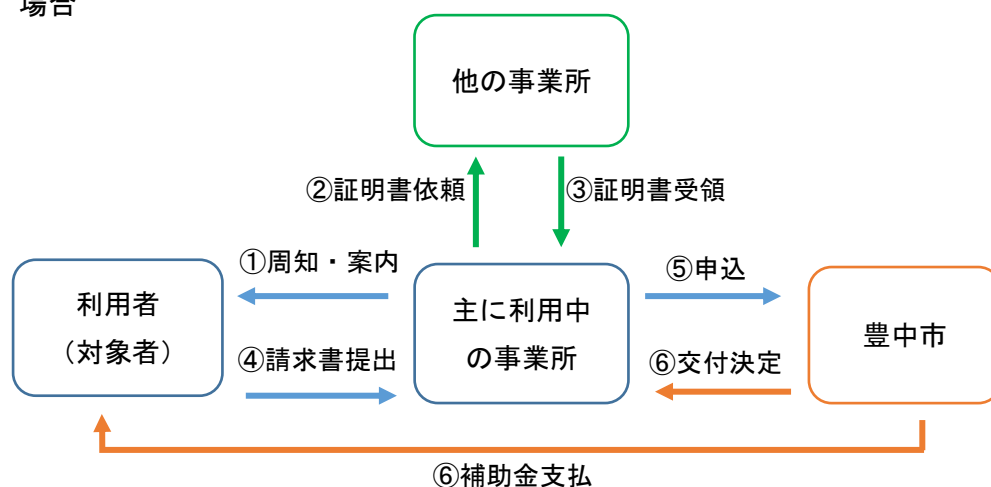 場合
他の事業所
②証明書依頼
③証明書受領
①周知・案内
⑤申込
利用者
（対象者）
主に利用中
の事業所
豊中市
④請求書提出
⑥交付決定
⑥補助金支払